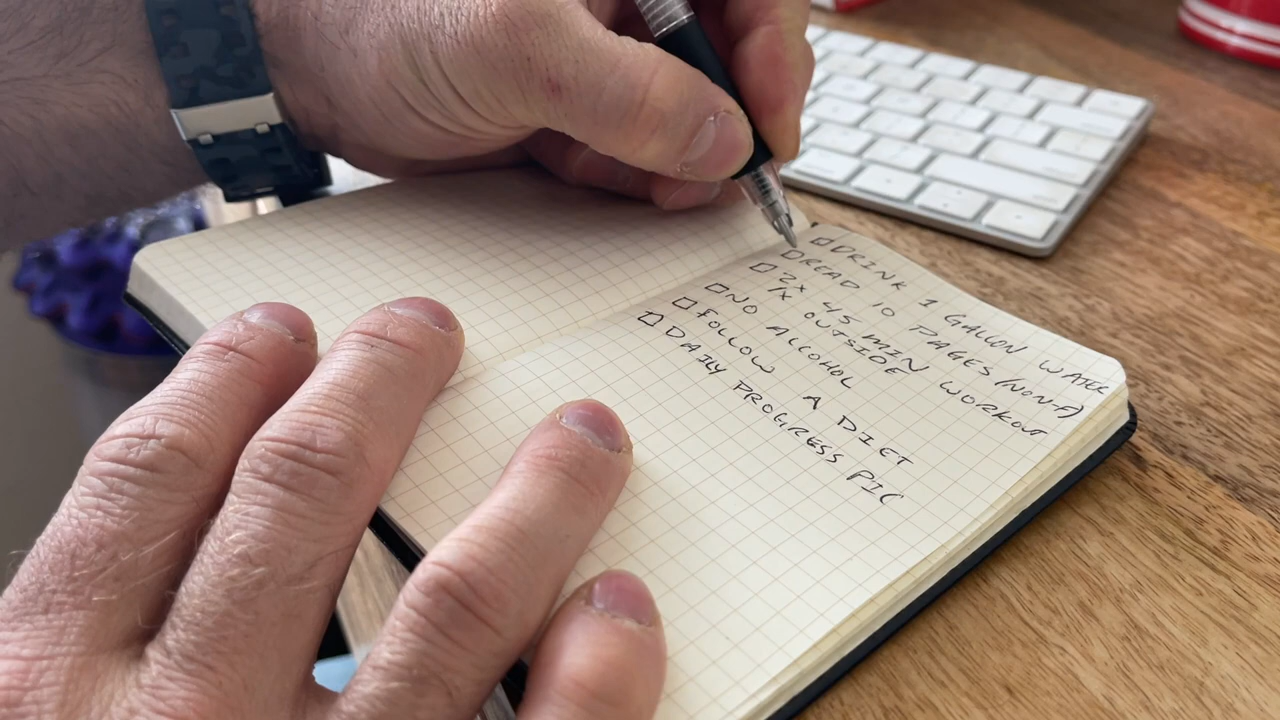 DRINK 1 GALLON WATER
READ 10 PAGES (NON-F)
2X 45 MIN WORKOUT
1X OUTSIDE
NO ALCOHOL
FOLLOW A DIET
DAILY PROGRESS PIC